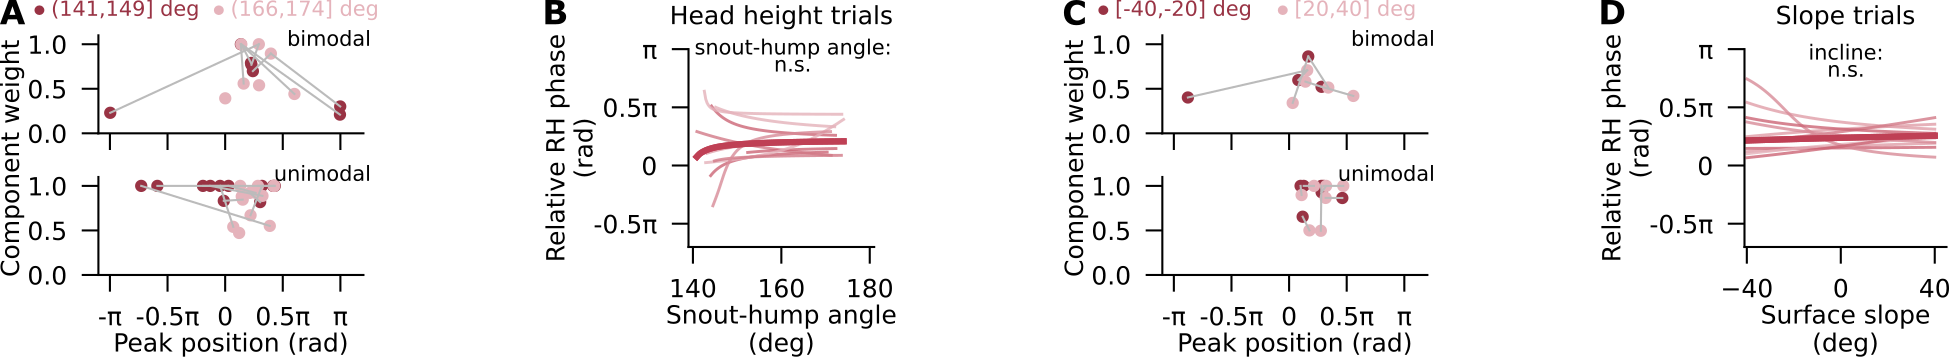 A
(141,149] deg
(166,174] deg
Component weight
1.0
0.5
0.0
bimodal
1.0
0.5
0.0
unimodal
-π
-0.5π
0
0.5π
π
Peak position (rad)
B
Head height trials
snout-hump angle:
n.s.
Relative RH phase
(rad)
π
0.5π
0
-0.5π
140
160
180
Snout-hump angle
(deg)
C
[-40,-20] deg
[20,40] deg
Component weight
1.0
0.5
0.0
bimodal
1.0
0.5
0.0
unimodal
-π
-0.5π
0
0.5π
π
Peak position (rad)
D
Slope trials
incline:
n.s.
Relative RH phase
(rad)
π
0.5π
0
-0.5π
−40
0
40
Surface slope
(deg)